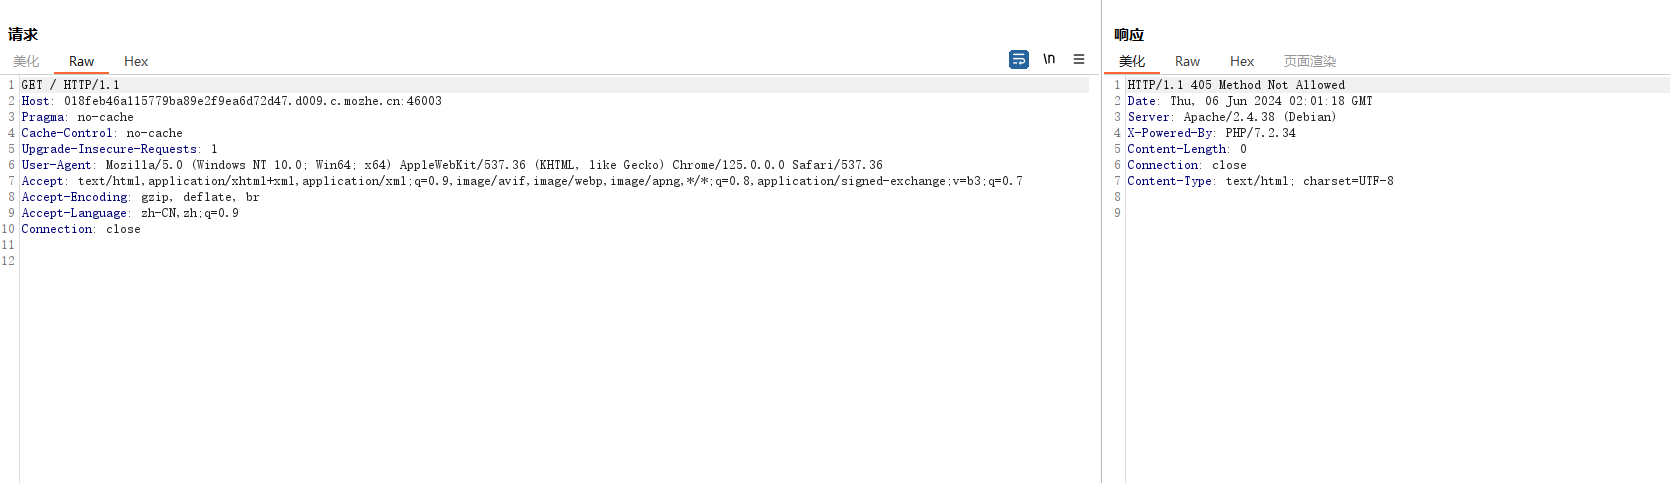 请求
美化 Raw Hex \n
1 GET / HTTP/1.1
2 Host: 018feb46a115779ba89e2f9ea6d72d47.d009.c.mozhe.cn:46003
3 Pragma: no-cache
4 Cache-Control: no-cache
5 Upgrade-Insecure-Requests: 1
6 User-Agent: Mozilla/5.0 (Windows NT 10.0; Win64; x64) AppleWebKit/537.36 (KHTML, like Gecko) Chrome/125.0.0.0 Safari/537.36
7 Accept: text/html,application/xhtml+xml,application/xml;q=0.9,image/avif,image/webp,image/apng,*/*;q=0.8,application/signed-exchange;v=b3;q=0.7
8 Accept-Encoding: gzip, deflate, br
9 Accept-Language: zh-CN,zh;q=0.9
10 Connection: close
11
12
响应
美化 Raw Hex 页面渲染
1 HTTP/1.1 405 Method Not Allowed
2 Date: Thu, 06 Jun 2024 02:01:18 GMT
3 Server: Apache/2.4.38 (Debian)
4 X-Powered-By: PHP/7.2.34
5 Content-Length: 0
6 Connection: close
7 Content-Type: text/html; charset=UTF-8
8
9